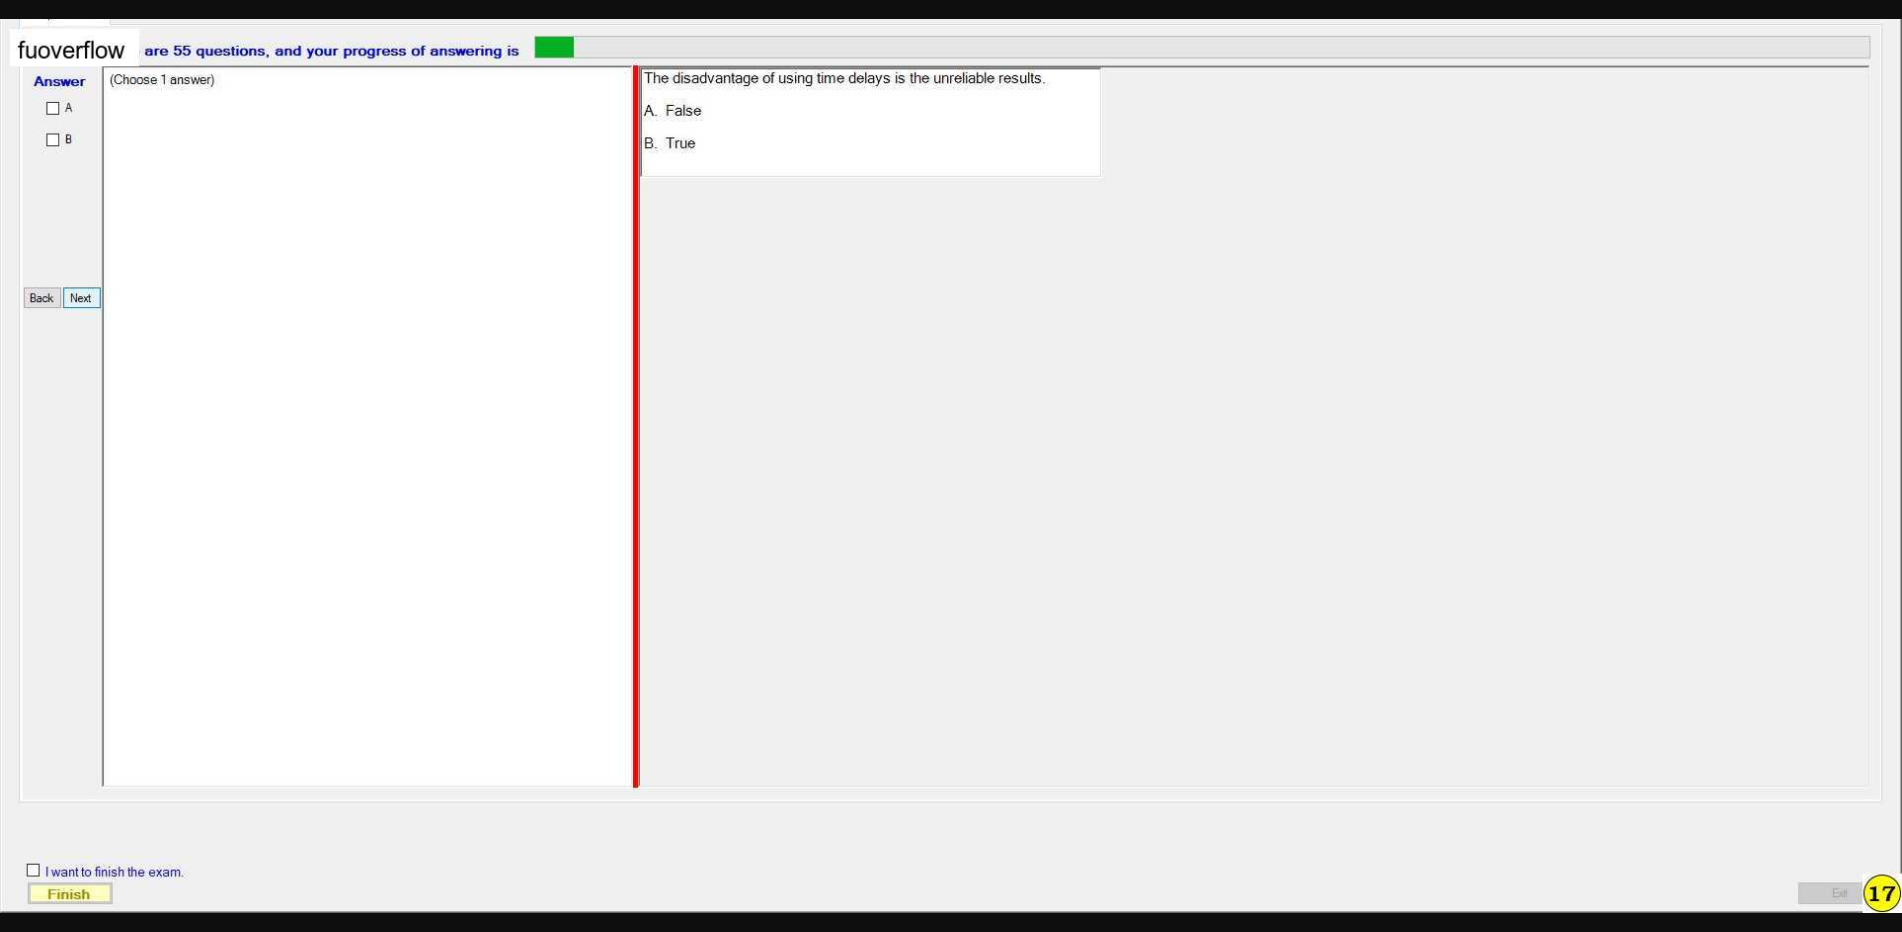 fuoverflow are 55 questions, and your progress of answering is
Answer
(Choose 1 answer)
A
B
The disadvantage of using time delays is the unreliable results.
A. False
B. True
Back Next
I want to finish the exam.
Finish
Exit
17